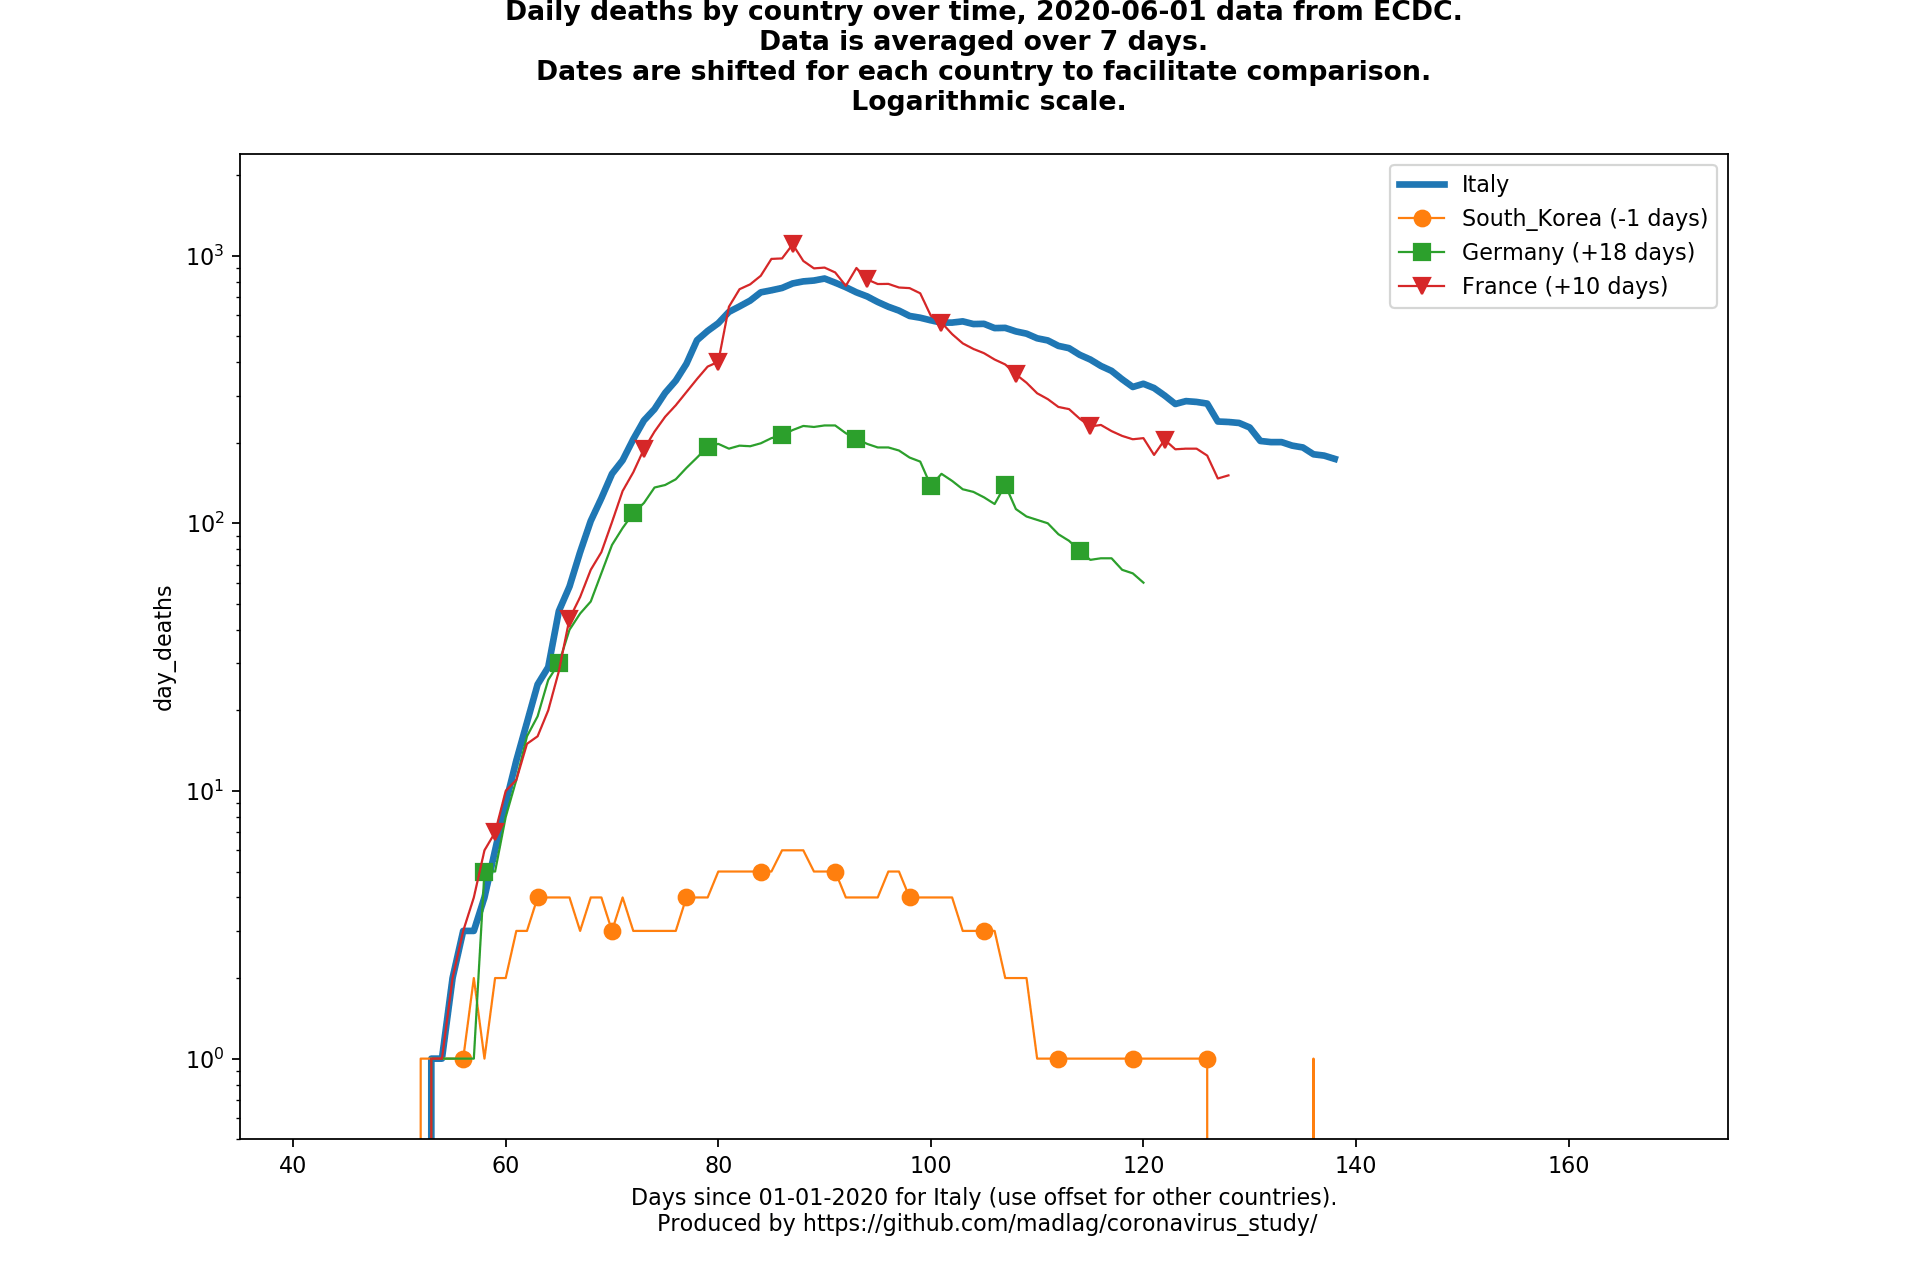 Daily deaths by country over time, 2020-06-01 data from ECDC.
Data is averaged over 7 days.
Dates are shifted for each country to facilitate comparison.
Logarithmic scale.
Italy
South_Korea (-1 days)
Germany (+18 days)
France (+10 days)
10³
10²
10¹
10⁰
day_deaths
40 60 80 100 120 140 160
Days since 01-01-2020 for Italy (use offset for other countries).
Produced by https://github.com/madlag/coronavirus_study/